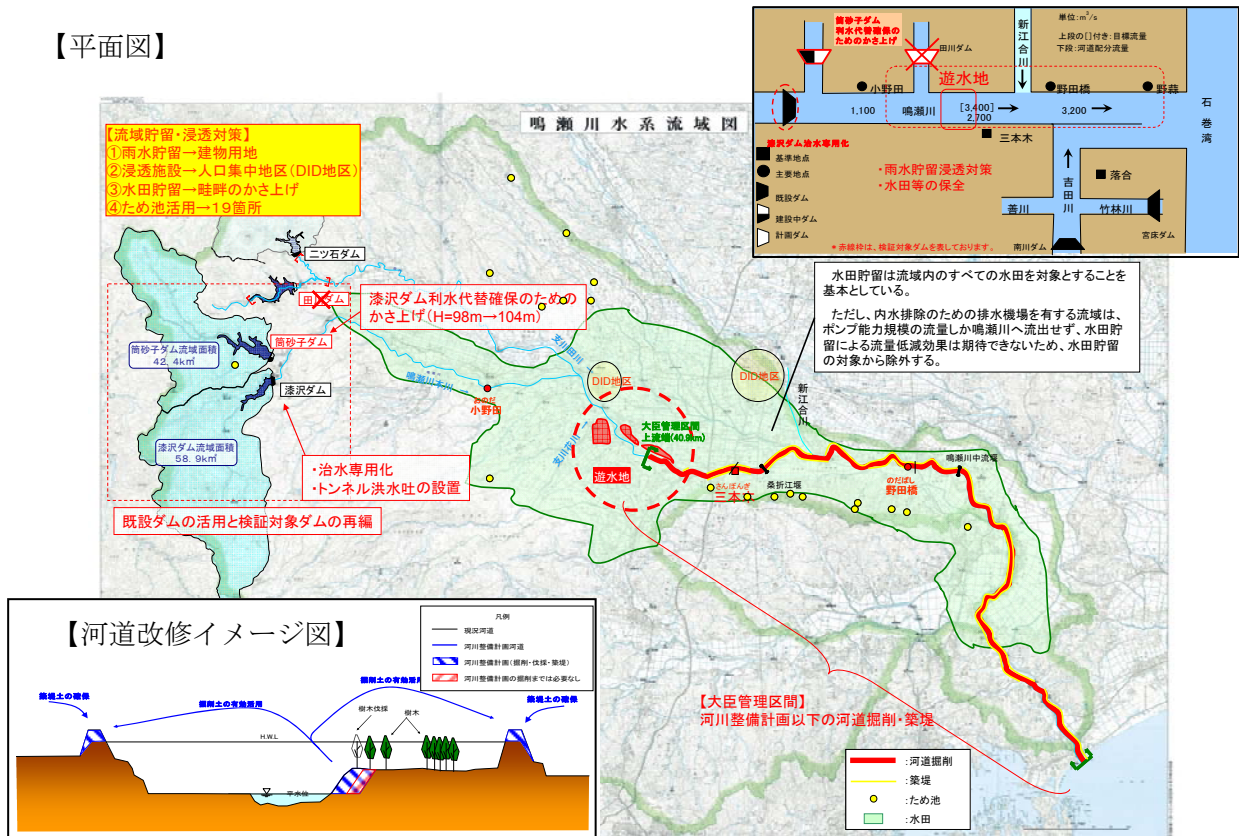 【平面図】
鳴瀬川水系流域図
【流域貯留・浸透対策】
①雨水貯留→建物用地
②浸透施設→人口集中地区(DID地区)
③水田貯留→畦畔のかさ上げ
④ため池活用→19箇所
二ツ石ダム
田川ダム
漆沢ダム利水代替確保のための
かさ上げ(H=98m→104m)
筒砂子ダム
筒砂子ダム流域面積
42.4km²
漆沢ダム
漆沢ダム流域面積
58.9km²
・治水専用化
・トンネル洪水吐の設置
既設ダムの活用と検証対象ダムの再編
支川田川
鳴瀬川本川
支川花川
おのだ
小野田
DID地区
DID地区
新江合川
大臣管理区間
上流端(40.9km)
遊水地
さんぼんぎ
三本木
桑折江堰
のだばし
野田橋
鳴瀬川中流堰
筒砂子ダム
利水代替確保の
ためのかさ上げ
田川ダム
新江合川
単位:m³/s
上段の[]付き:目標流量
下段:河道配分流量
遊水地
小野田
野田橋
野蒜
1,100
鳴瀬川
[3,400]
2,700
3,200
石巻湾
三本木
漆沢ダム治水専用化
基準地点
主要地点
既設ダム
建設中ダム
計画ダム
・雨水貯留浸透対策
・水田等の保全
吉田川
落合
善川
竹林川
南川ダム
宮床ダム
*赤線枠は、検証対象ダムを表しております。
水田貯留は流域内のすべての水田を対象とすることを
基本としている。
ただし、内水排除のための排水機場を有する流域は、
ポンプ能力規模の流量しか鳴瀬川へ流出せず、水田貯
留による流量低減効果は期待できないため、水田貯留
の対象から除外する。
【河道改修イメージ図】
凡例
現況河道
河川整備計画河道
河川整備計画(掘削・伐採・築堤)
河川整備計画の掘削までは必要なし
築堤土の確保
掘削土の有効活用
掘削土の有効活用
築堤土の確保
樹木伐採
樹木
H.W.L
平水位
【大臣管理区間】
河川整備計画以下の河道掘削・築堤
:河道掘削
:築堤
:ため池
:水田